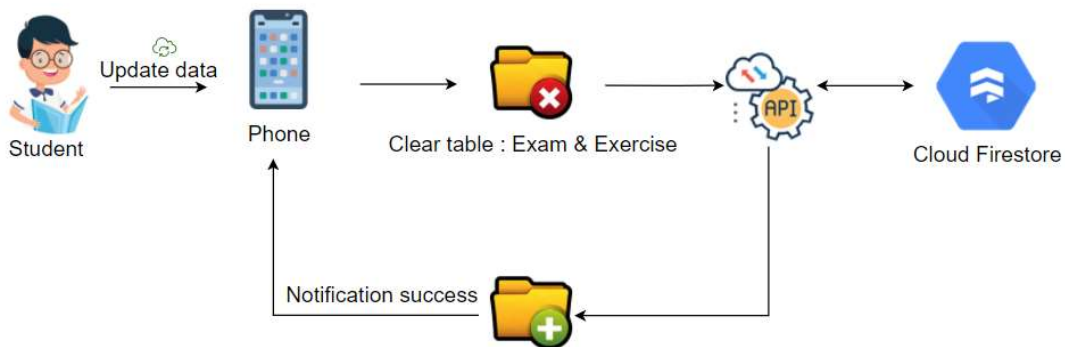 Update data
Student
Phone
Clear table : Exam & Exercise
API
Cloud Firestore
Notification success